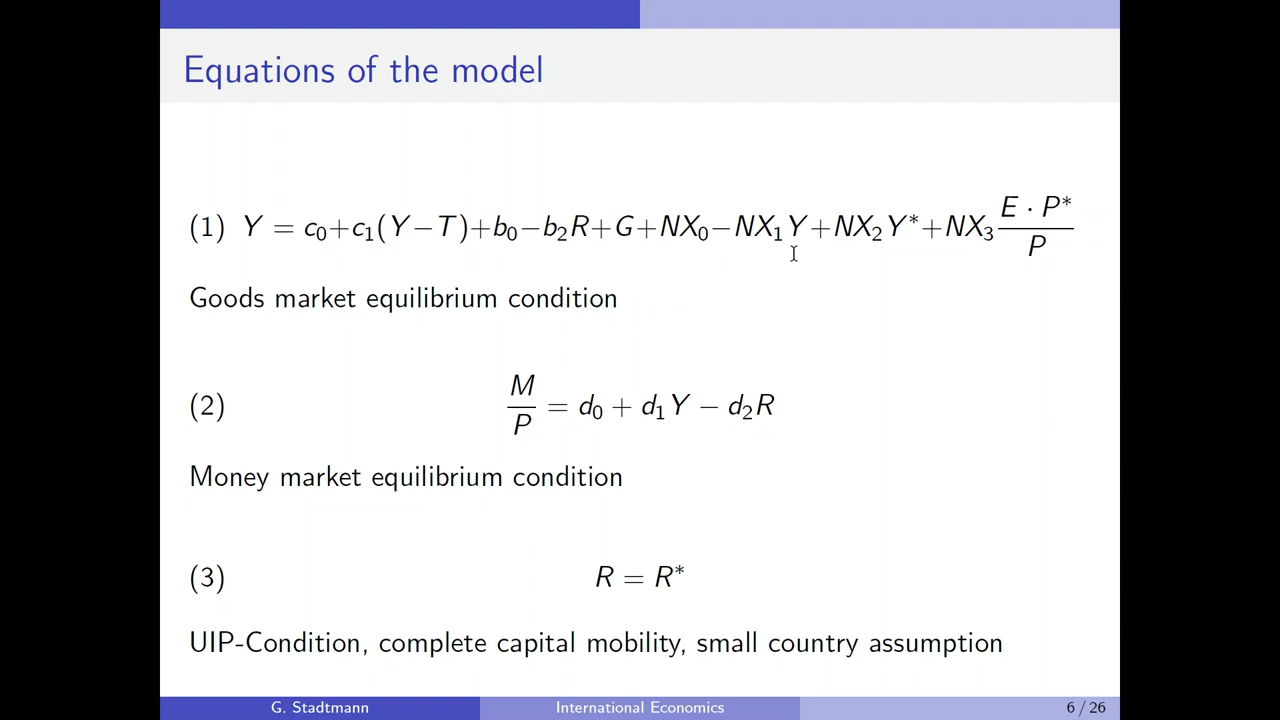 Equations of the model
(1) Y = c₀+c₁(Y−T)+b₀−b₂R+G+NX₀−NX₁Y+NX₂Y*+NX₃ E·P*/P
Goods market equilibrium condition
(2) M/P = d₀ + d₁Y − d₂R
Money market equilibrium condition
(3) R = R*
UIP-Condition, complete capital mobility, small country assumption
G. Stadtmann International Economics 6 / 26